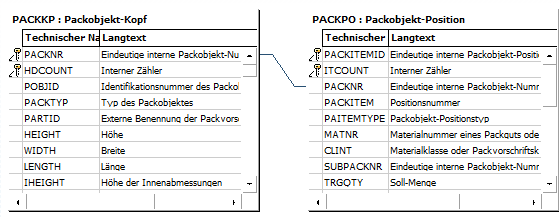 PACKKP : Packobjekt-Kopf
Technischer Na Langtext
PACKNR Eindeutige interne Packobjekt-Nu
HDCOUNT Interner Zähler
POBJID Identifikationsnummer des Packol
PACKTYP Typ des Packobjektes
PARTID Externe Benennung der Packvors
HEIGHT Höhe
WIDTH Breite
LENGTH Länge
IHEIGHT Höhe der Innenabmessungen
PACKPO : Packobjekt-Position
Technischer Langtext
PACKITEMID Eindeutige interne Packobjekt-Positi
ITCOUNT Interner Zähler
PACKNR Eindeutige interne Packobjekt-Numr
PACKITEM Positionsnummer
PAITEMTYPE Packobjekt-Positionstyp
MATNR Materialnummer eines Packguts ode
CLINT Materialklasse oder Packvorschriftsk
SUBPACKNR Eindeutige interne Packobjekt-Numr
TRGQTY Soll-Menge